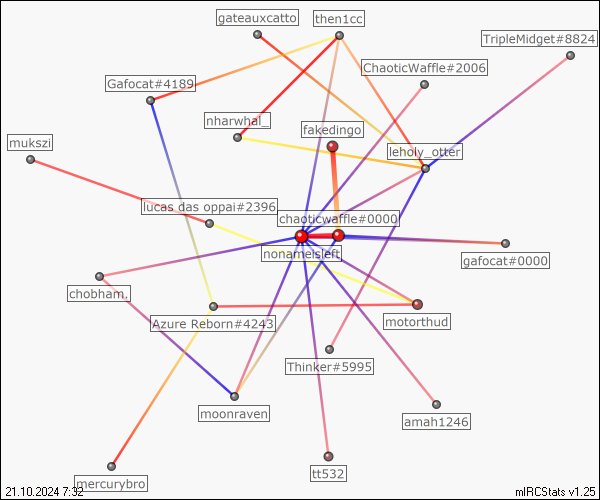 gateauxcatto
then1cc
TripleMidget#8824
ChaoticWaffle#2006
Gafocat#4189
nharwhal_
fakedingo
mukszi
leholy_otter
lucas das oppai#2396
chaoticwaffle#0000
nonameisleft
gafocat#0000
chobham_
Azure Reborn#4243
motorthud
Thinker#5995
moonraven
amah1246
tt532
mercurybro
21.10.2024 7:32
mIRCStats v1.25